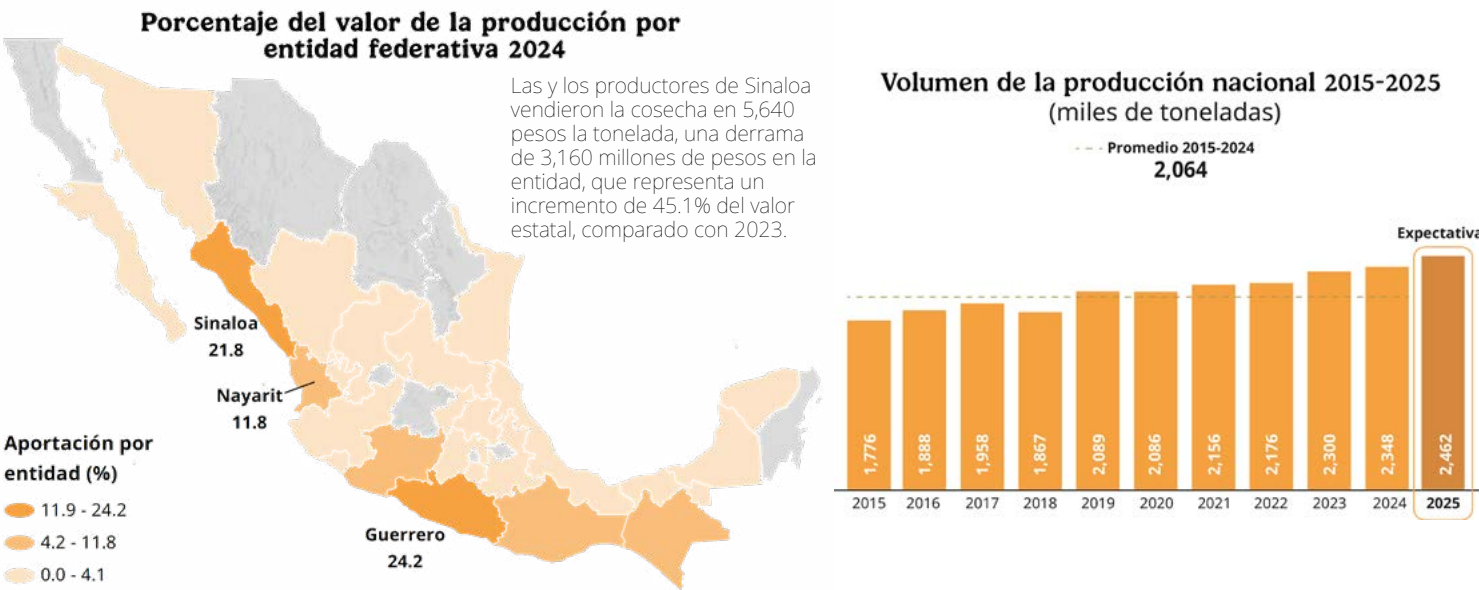 Porcentaje del valor de la producción por
entidad federativa 2024
Las y los productores de Sinaloa
vendieron la cosecha en 5,640
pesos la tonelada, una derrama
de 3,160 millones de pesos en la
entidad, que representa un
incremento de 45.1% del valor
estatal, comparado con 2023.
Sinaloa
21.8
Nayarit
11.8
Guerrero
24.2
Aportación por
entidad (%)
11.9 - 24.2
4.2 - 11.8
0.0 - 4.1
Volumen de la producción nacional 2015-2025
(miles de toneladas)
Promedio 2015-2024
2,064
Expectativa
1,776
1,888
1,958
1,867
2,089
2,086
2,156
2,176
2,300
2,348
2,462
2015 2016 2017 2018 2019 2020 2021 2022 2023 2024 2025